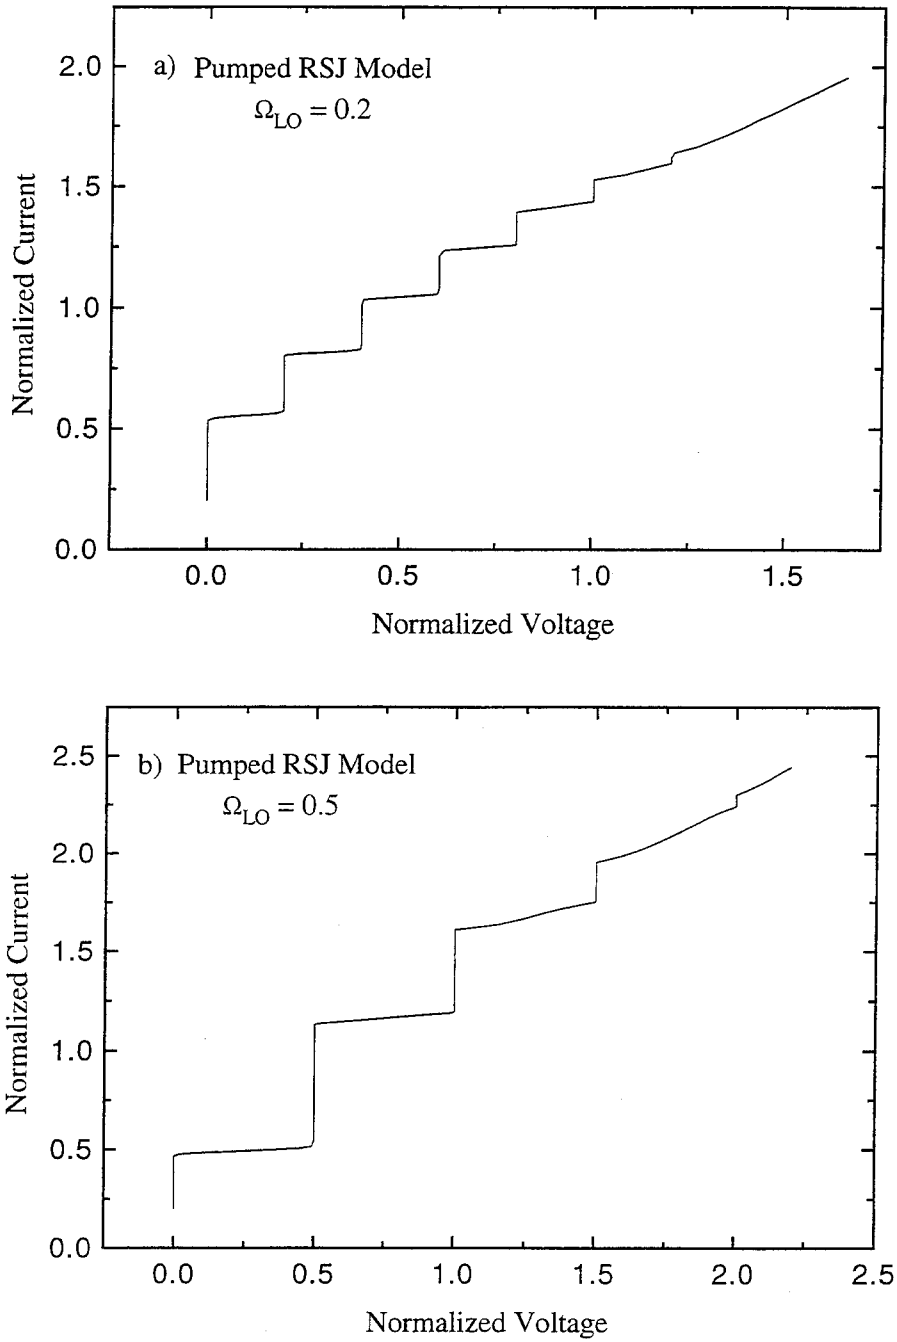 a) Pumped RSJ Model
Ω_LO = 0.2
2.0
1.5
1.0
0.5
0.0
Normalized Current
0.0 0.5 1.0 1.5
Normalized Voltage
b) Pumped RSJ Model
Ω_LO = 0.5
2.5
2.0
1.5
1.0
0.5
0.0
Normalized Current
0.0 0.5 1.0 1.5 2.0 2.5
Normalized Voltage